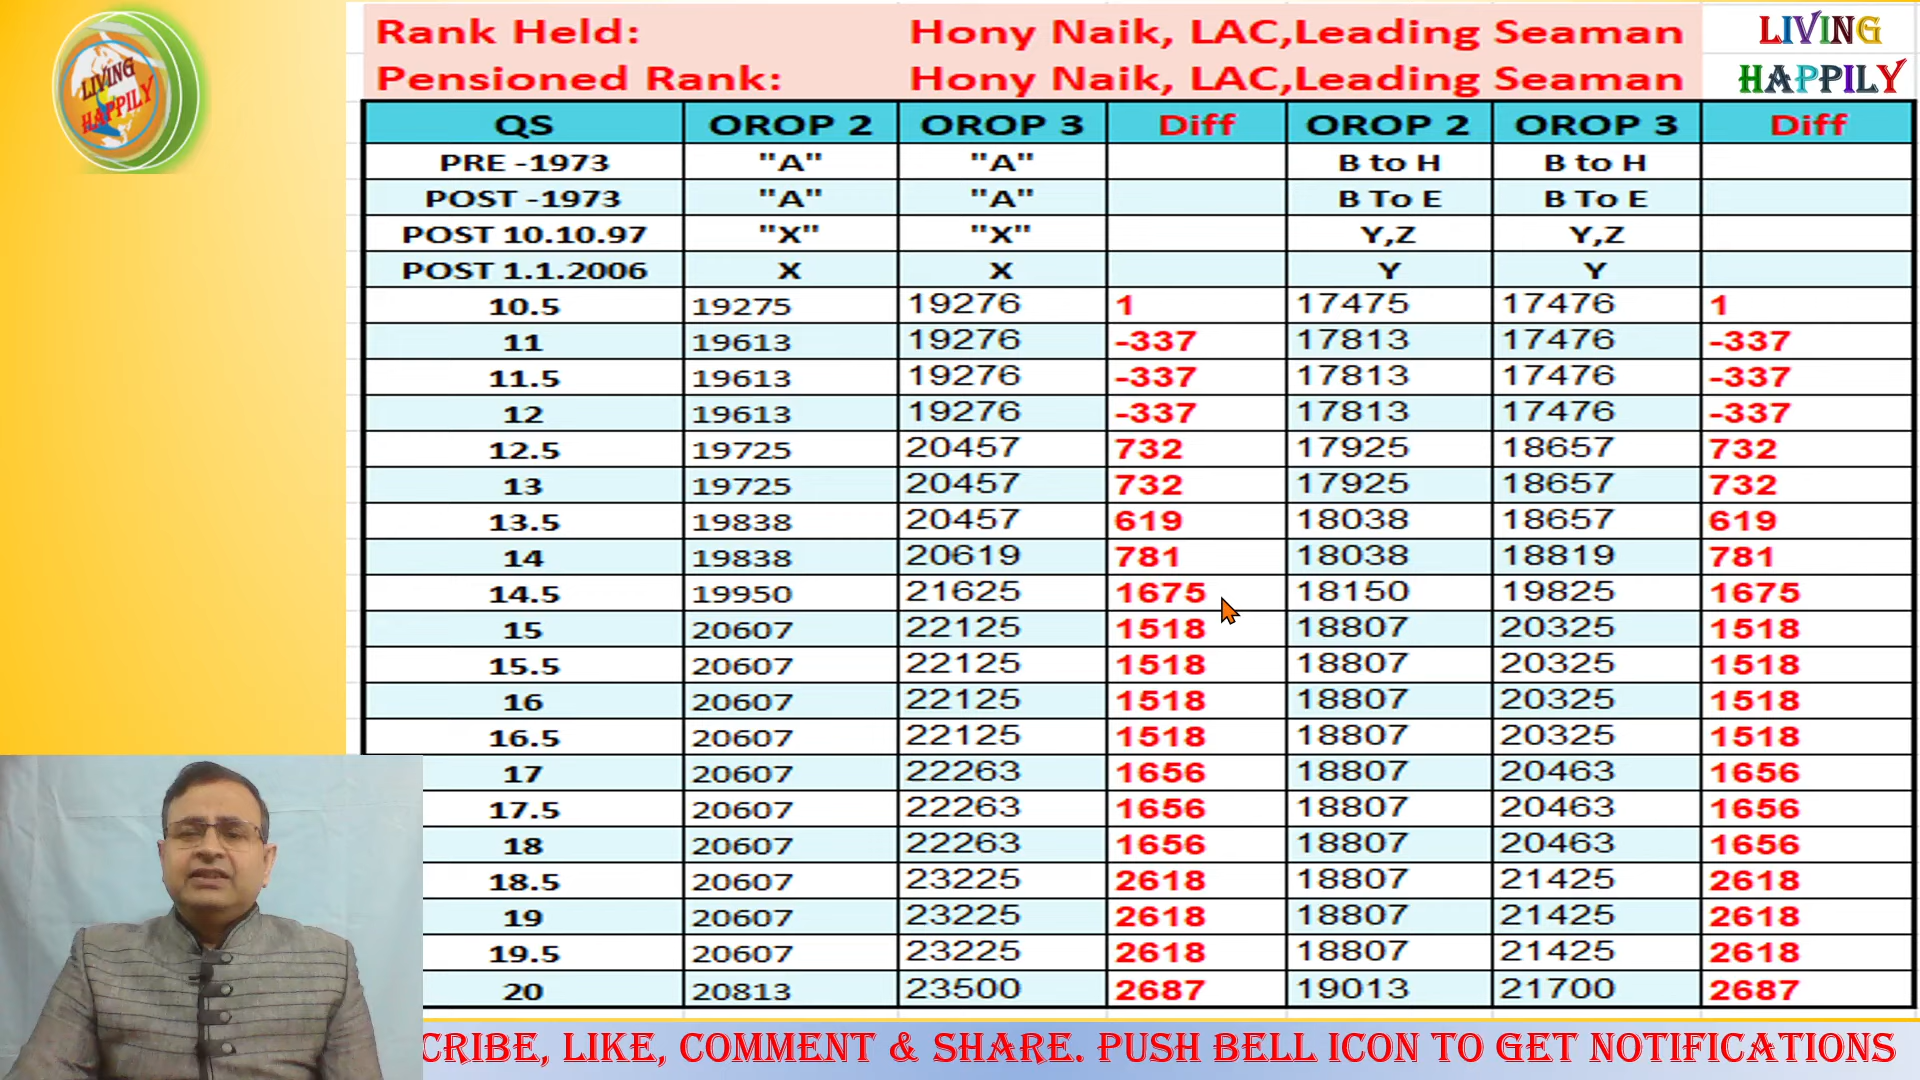 LIVING
HAPPILY
Rank Held: Hony Naik, LAC,Leading Seaman
Pensioned Rank: Hony Naik, LAC,Leading Seaman
LIVING
HAPPILY
QS OROP 2 OROP 3 Diff OROP 2 OROP 3 Diff
PRE -1973 "A" "A" B to H B to H
POST -1973 "A" "A" B To E B To E
POST 10.10.97 "X" "X" Y,Z Y,Z
POST 1.1.2006 X X Y Y
10.5 19275 19276 1 17475 17476 1
11 19613 19276 -337 17813 17476 -337
11.5 19613 19276 -337 17813 17476 -337
12 19613 19276 -337 17813 17476 -337
12.5 19725 20457 732 17925 18657 732
13 19725 20457 732 17925 18657 732
13.5 19838 20457 619 18038 18657 619
14 19838 20619 781 18038 18819 781
14.5 19950 21625 1675 18150 19825 1675
15 20607 22125 1518 18807 20325 1518
15.5 20607 22125 1518 18807 20325 1518
16 20607 22125 1518 18807 20325 1518
16.5 20607 22125 1518 18807 20325 1518
17 20607 22263 1656 18807 20463 1656
17.5 20607 22263 1656 18807 20463 1656
18 20607 22263 1656 18807 20463 1656
18.5 20607 23225 2618 18807 21425 2618
19 20607 23225 2618 18807 21425 2618
19.5 20607 23225 2618 18807 21425 2618
20 20813 23500 2687 19013 21700 2687
CRIBE, LIKE, COMMENT & SHARE. PUSH BELL ICON TO GET NOTIFICATIONS